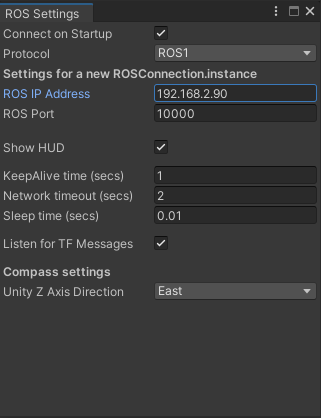 ROS Settings
Connect on Startup
Protocol ROS1
Settings for a new ROSConnection.instance
ROS IP Address 192.168.2.90
ROS Port 10000
Show HUD
KeepAlive time (secs) 1
Network timeout (secs) 2
Sleep time (secs) 0.01
Listen for TF Messages
Compass settings
Unity Z Axis Direction East